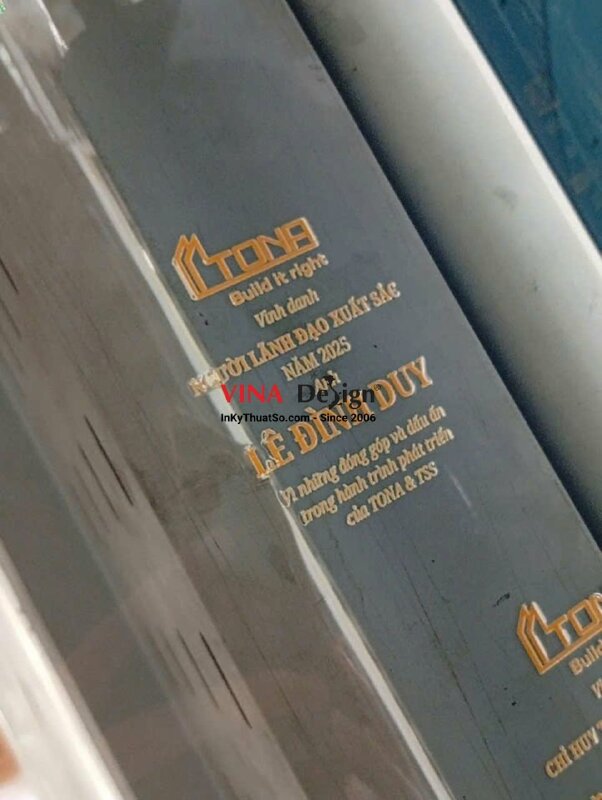 TONA
Build it right
Vinh danh
NGƯỜI LÃNH ĐẠO XUẤT SẮC
NĂM 2025
VINA Design
InKyThuatSo.com - Since 2006
LÊ ĐÌNH DUY
Vì những đóng góp và dấu ấn
trong hành trình phát triển
của TONA & TSS
TONA
Build
CHỈ HUY